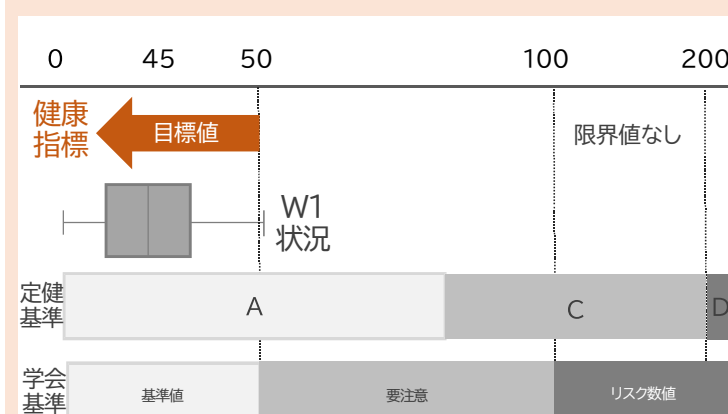 0 45 50 100 200
健康
指標
目標値
限界値なし
W1
状況
定健
基準
A C D
学会
基準
基準値 要注意 リスク数値